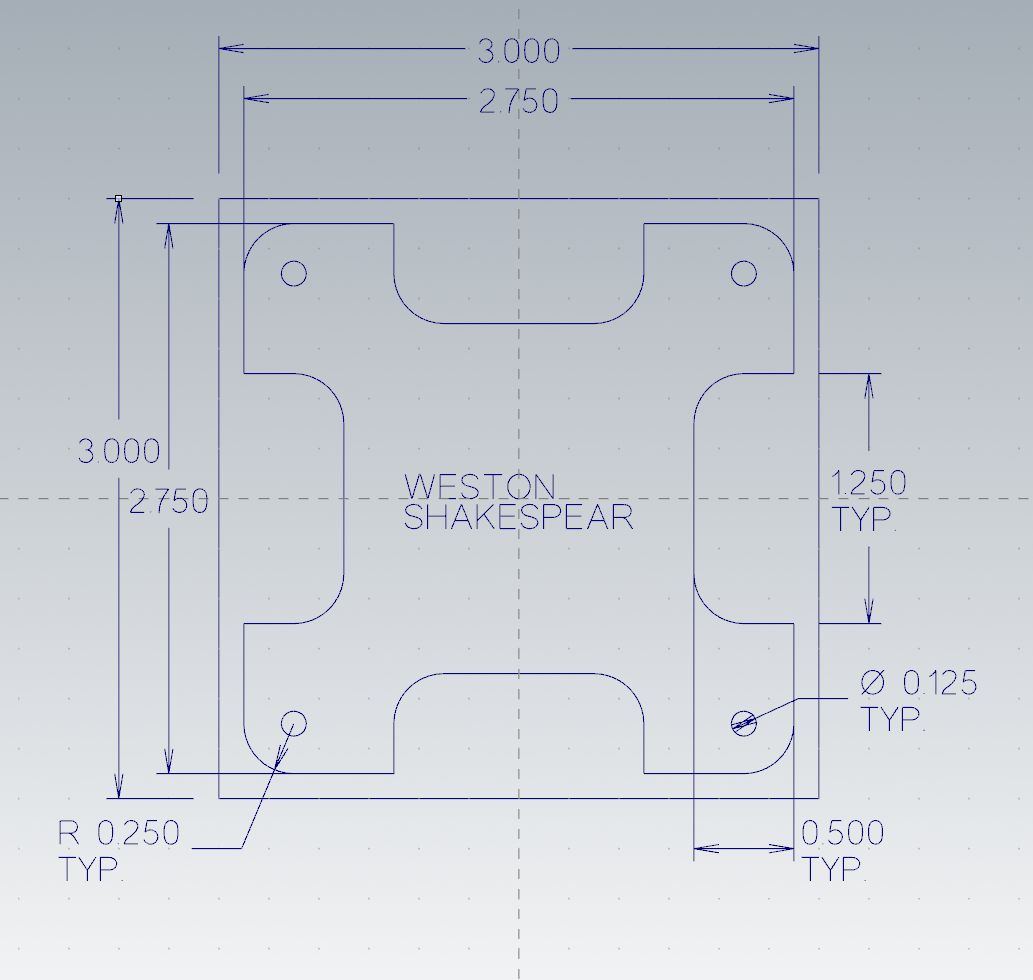 3.000
2.750
3.000
2.750
WESTON
SHAKESPEAR
1.250
TYP.
Ø 0.125
TYP.
R 0.250
TYP.
0.500
TYP.